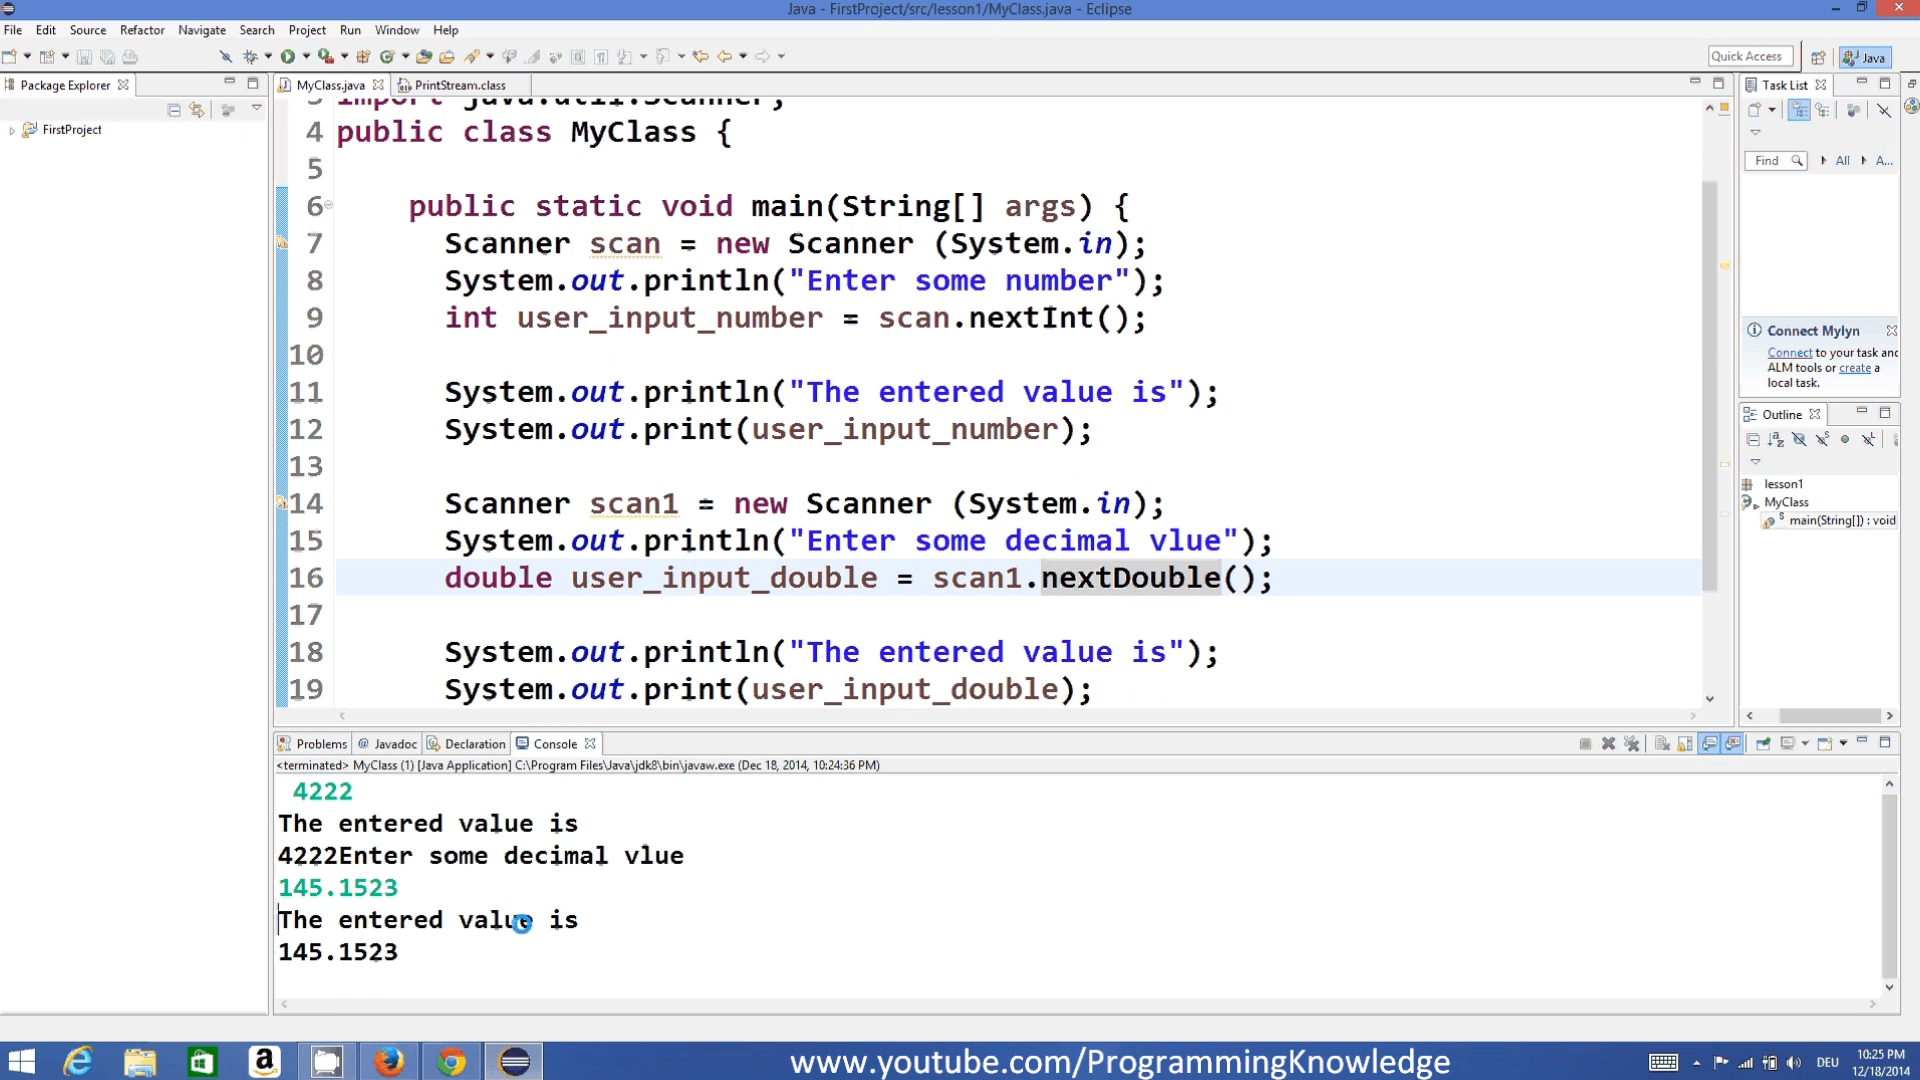 Java - FirstProject/src/lesson1/MyClass.java - Eclipse
File Edit Source Refactor Navigate Search Project Run Window Help
Quick Access
Java
Package Explorer
MyClass.java
PrintStream.class
Task List
FirstProject
3 import java.util.Scanner;
4 public class MyClass {
5
6 public static void main(String[] args) {
7 Scanner scan = new Scanner (System.in);
8 System.out.println("Enter some number");
9 int user_input_number = scan.nextInt();
10
11 System.out.println("The entered value is");
12 System.out.print(user_input_number);
13
14 Scanner scan1 = new Scanner (System.in);
15 System.out.println("Enter some decimal vlue");
16 double user_input_double = scan1.nextDouble();
17
18 System.out.println("The entered value is");
19 System.out.print(user_input_double);
Find
All
A...
Connect Mylyn
Connect to your task and
ALM tools or create a
local task.
Outline
lesson1
MyClass
main(String[]) : void
Problems @ Javadoc Declaration Console
<terminated> MyClass (1) [Java Application] C:\Program Files\Java\jdk8\bin\javaw.exe (Dec 18, 2014, 10:24:36 PM)
4222
The entered value is
4222Enter some decimal vlue
145.1523
The entered value is
145.1523
www.youtube.com/ProgrammingKnowledge
DEU
10:25 PM
12/18/2014